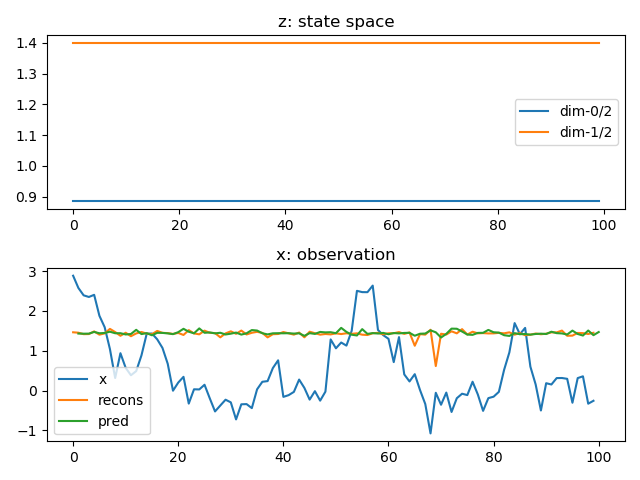 z: state space
1.4
1.3
1.2
1.1
1.0
0.9
dim-0/2
dim-1/2
0 20 40 60 80 100
x: observation
3
2
1
0
−1
x
recons
pred
0 20 40 60 80 100